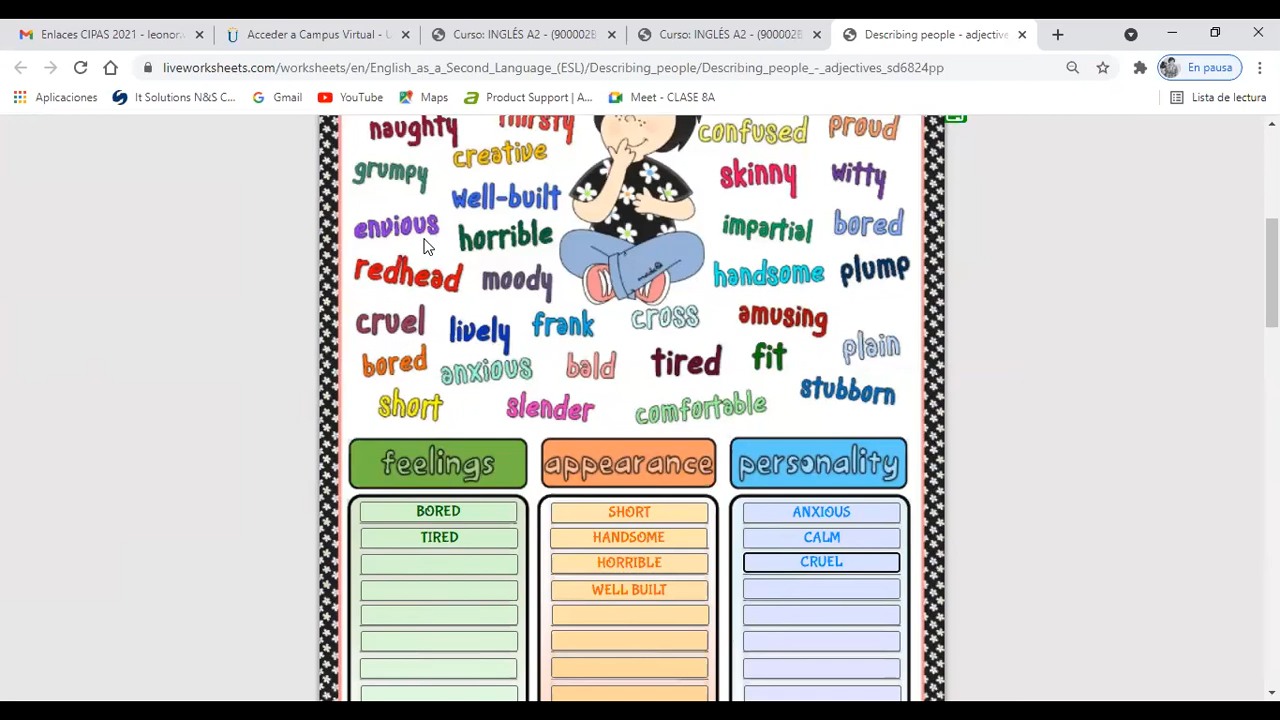 Enlaces CIPAS 2021 - leonor.
Acceder a Campus Virtual - U
Curso: INGLÉS A2 - (900002B
Curso: INGLÉS A2 - (900002B
Describing people - adjective
liveworksheets.com/worksheets/en/English_as_a_Second_Language_(ESL)/Describing_people/Describing_people_-_adjectives_sd6824pp
En pausa
Aplicaciones
It Solutions N&S C...
Gmail
YouTube
Maps
Product Support | A...
Meet - CLASE 8A
Lista de lectura
naughty thirsty confused proud
grumpy creative skinny witty
well-built
envious horrible impartial bored
redhead moody handsome plump
cruel lively frank cross amusing
bored anxious bald tired fit plain
short slender comfortable stubborn
feelings appearance personality
BORED SHORT ANXIOUS
TIRED HANDSOME CALM
HORRIBLE CRUEL
WELL BUILT